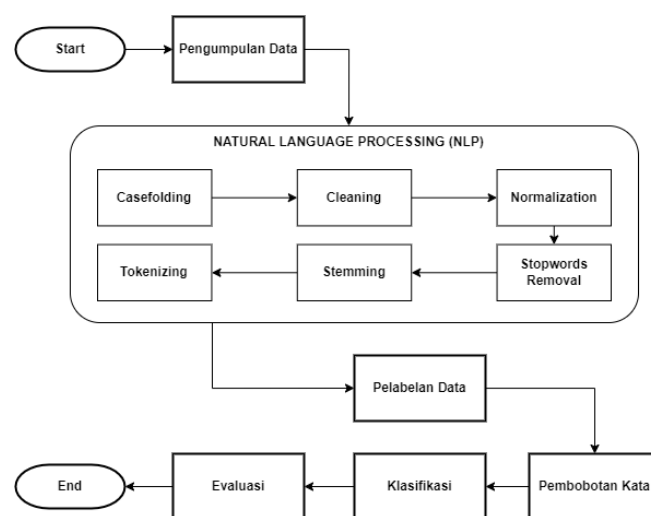 Start
Pengumpulan Data
NATURAL LANGUAGE PROCESSING (NLP)
Casefolding
Cleaning
Normalization
Stopwords
Removal
Stemming
Tokenizing
Pelabelan Data
Pembobotan Kata
Klasifikasi
Evaluasi
End